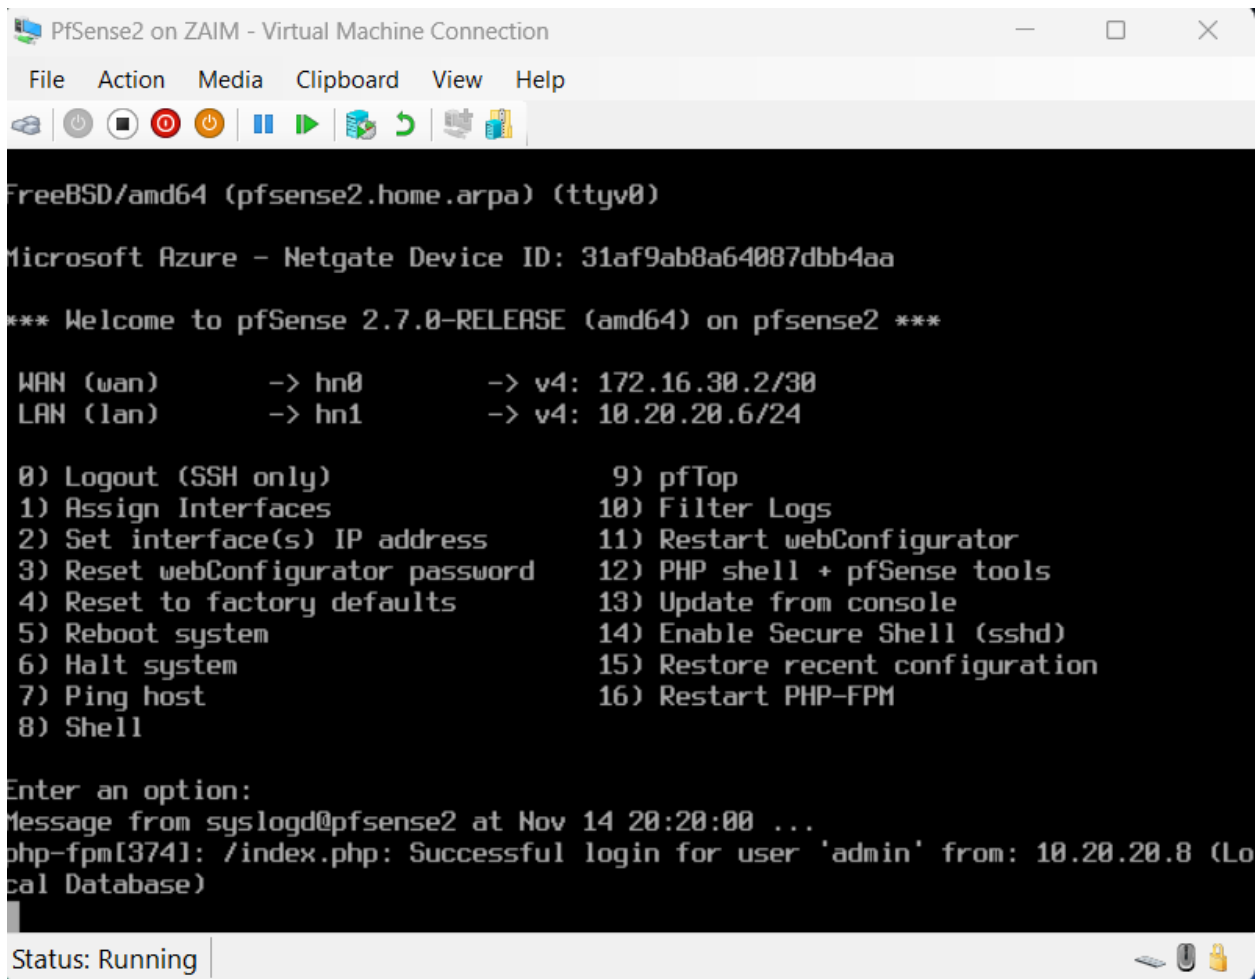 PfSense2 on ZAIM - Virtual Machine Connection
File Action Media Clipboard View Help
FreeBSD/amd64 (pfsense2.home.arpa) (ttyv0)
Microsoft Azure - Netgate Device ID: 31af9ab8a64087dbb4aa
*** Welcome to pfSense 2.7.0-RELEASE (amd64) on pfsense2 ***
WAN (wan) -> hn0 -> v4: 172.16.30.2/30
LAN (lan) -> hn1 -> v4: 10.20.20.6/24
0) Logout (SSH only) 9) pfTop
1) Assign Interfaces 10) Filter Logs
2) Set interface(s) IP address 11) Restart webConfigurator
3) Reset webConfigurator password 12) PHP shell + pfSense tools
4) Reset to factory defaults 13) Update from console
5) Reboot system 14) Enable Secure Shell (sshd)
6) Halt system 15) Restore recent configuration
7) Ping host 16) Restart PHP-FPM
8) Shell
Enter an option:
Message from syslogd@pfsense2 at Nov 14 20:20:00 ...
php-fpm[374]: /index.php: Successful login for user 'admin' from: 10.20.20.8 (Lo
cal Database)
Status: Running